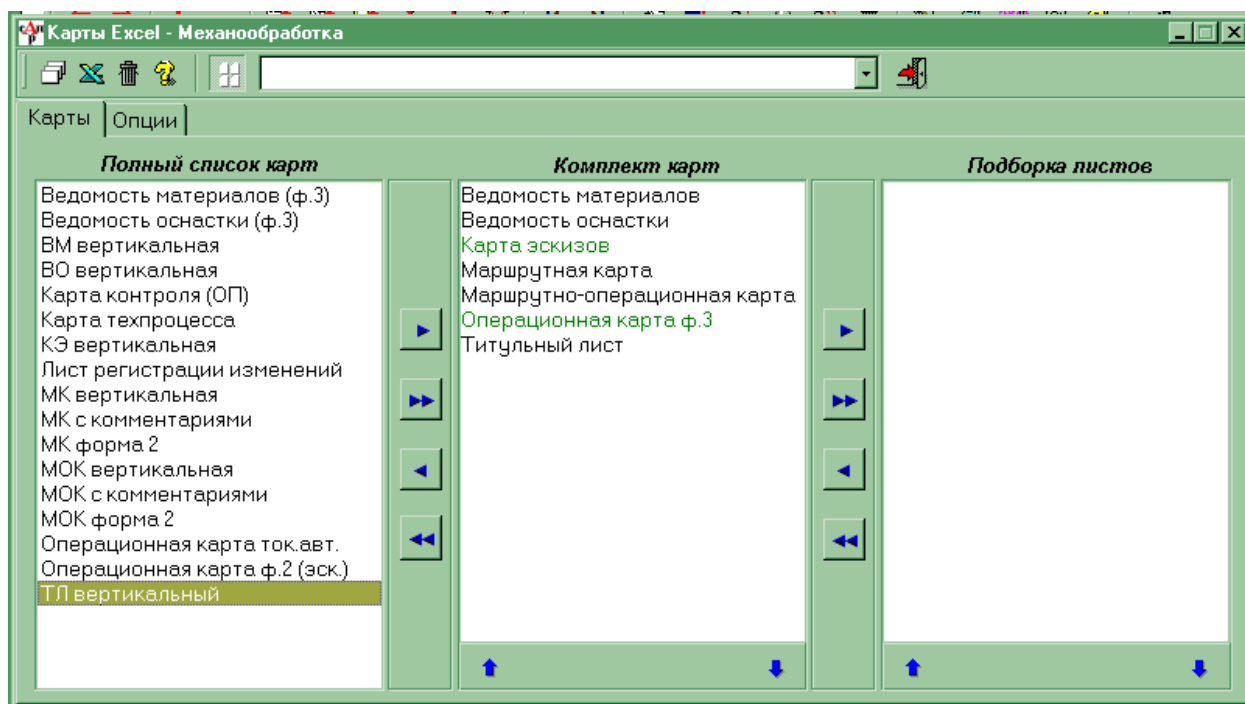 Карты Excel - Механообработка
Карты
Опции
Полный список карт
Комплект карт
Подборка листов
Ведомость материалов (ф.3)
Ведомость оснастки (ф.3)
ВМ вертикальная
ВО вертикальная
Карта контроля (ОП)
Карта техпроцесса
КЭ вертикальная
Лист регистрации изменений
МК вертикальная
МК с комментариями
МК форма 2
МОК вертикальная
МОК с комментариями
МОК форма 2
Операционная карта ток.авт.
Операционная карта ф.2 (эск.)
ТЛ вертикальный
Ведомость материалов
Ведомость оснастки
Карта эскизов
Маршрутная карта
Маршрутно-операционная карта
Операционная карта ф.3
Титульный лист